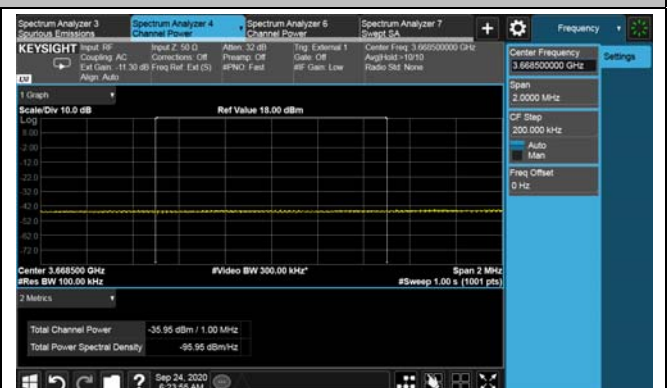 Spectrum Analyzer 3
Spurious Emissions
Spectrum Analyzer 4
Channel Power
Spectrum Analyzer 6
Channel Power
Spectrum Analyzer 7
Swept SA
+
Frequency
KEYSIGHT
Input: RF
Coupling: AC
Ext Gain: -11.30 dB
Align: Auto
Input Z: 50 Ω
Corrections: Off
Freq Ref: Ext (S)
Atten: 32 dB
Preamp: Off
#PNO: Fast
Trig: External 1
Gate: Off
#IF Gain: Low
Center Freq: 3.668500000 GHz
Avg|Hold:>10/10
Radio Std: None
Center Frequency
3.668500000 GHz
Settings
Span
2.0000 MHz
CF Step
200.000 kHz
Auto
Man
Freq Offset
0 Hz
1 Graph
Scale/Div 10.0 dB
Ref Value 18.00 dBm
Log
8.00
-2.00
-12.0
-22.0
-32.0
-42.0
-52.0
-62.0
-72.0
Center 3.668500 GHz
#Video BW 300.00 kHz*
Span 2 MHz
#Res BW 100.00 kHz
#Sweep 1.00 s (1001 pts)
2 Metrics
Total Channel Power
-35.95 dBm / 1.00 MHz
Total Power Spectral Density
-95.95 dBm/Hz
?
Sep 24, 2020
6:23:55 AM